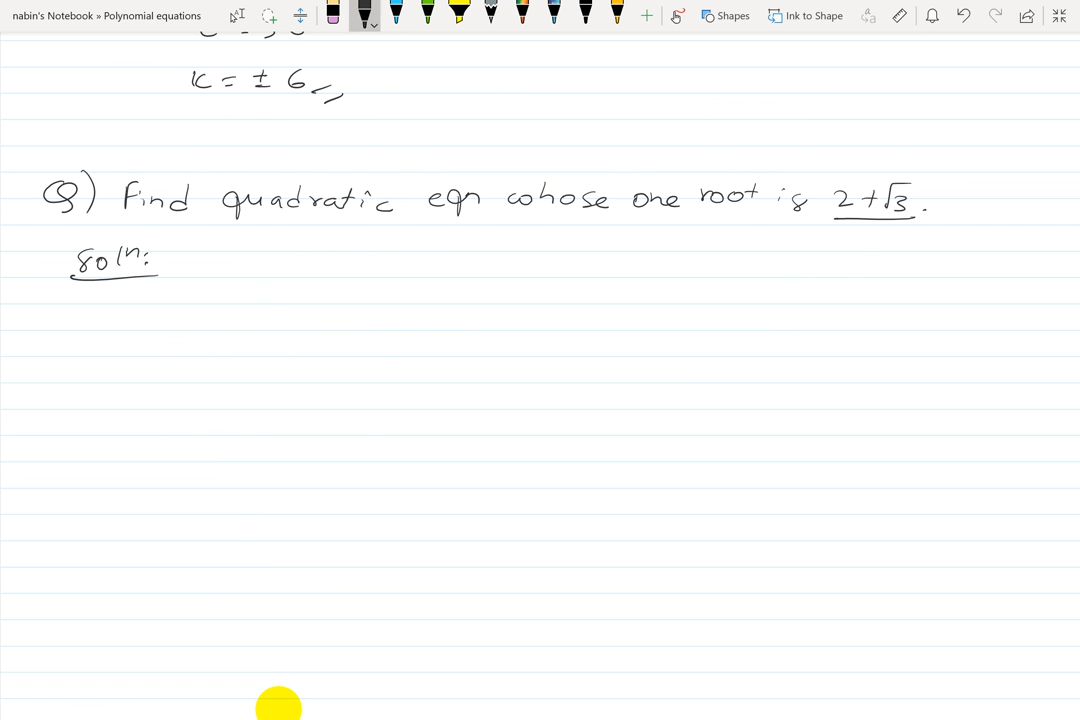 nabin's Notebook » Polynomial equations
Shapes
Ink to Shape
k = ± 6
Q) Find quadratic eqn whose one root is 2+√3.
Soln: